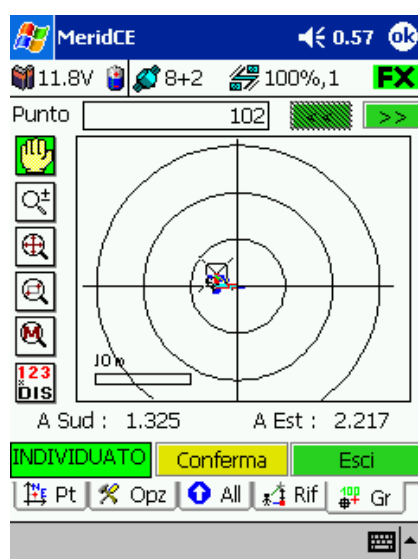 MeridCE 0.57 ok
11.8V 8+2 100%,1 FX
Punto 102 << >>
10 m
123
DIS
A Sud : 1.325 A Est : 2.217
INDIVIDUATO Conferma Esci
Pt Opz All Rif Gr